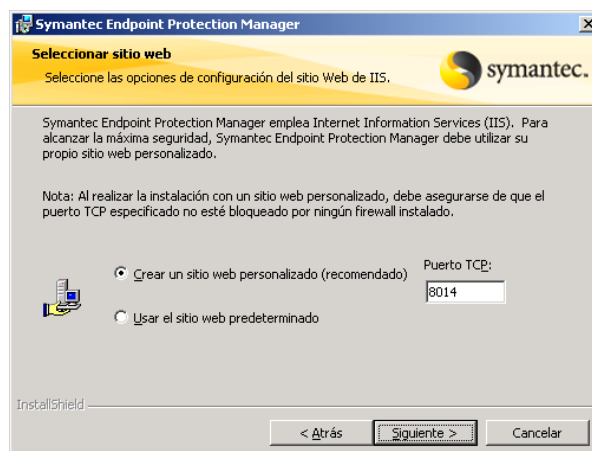 Symantec Endpoint Protection Manager
Seleccionar sitio web
Seleccione las opciones de configuración del sitio Web de IIS.
symantec.
Symantec Endpoint Protection Manager emplea Internet Information Services (IIS). Para
alcanzar la máxima seguridad, Symantec Endpoint Protection Manager debe utilizar su
propio sitio web personalizado.
Nota: Al realizar la instalación con un sitio web personalizado, debe asegurarse de que el
puerto TCP especificado no esté bloqueado por ningún firewall instalado.
Crear un sitio web personalizado (recomendado)
Puerto TCP:
8014
Usar el sitio web predeterminado
InstallShield
< Atrás
Siguiente >
Cancelar